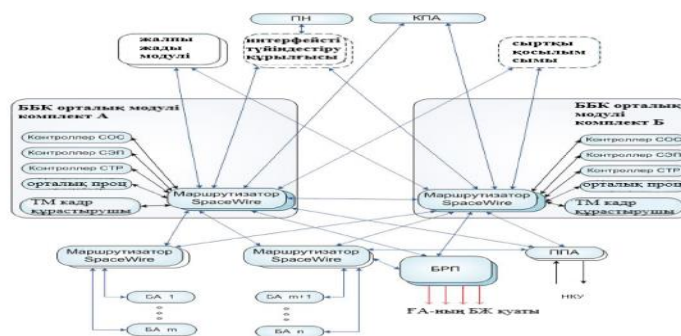 ПН
КПА
жалпы
жады
модулі
интерфейсті
түйіндестіру
құрылғысы
сыртқы
қосылым
сымы
ББК орталық модулі
комплект А
Контроллер СОС
Контроллер СЭП
Контроллер СТР
орталық проц
ТМ кадр
құрастырушы
Маршрутизатор
SpaceWire
ББК орталық
модулі
комплект Б
Контроллер СОС
Контроллер СЭП
Контроллер СТР
орталық проц
ТМ кадр
құрастырушы
Маршрутизатор
SpaceWire
Маршрутизатор
SpaceWire
Маршрутизатор
SpaceWire
БРП
ППА
БА 1
БА m
БА m+1
БА n
ҒА-ның БЖ қуаты
НКУ